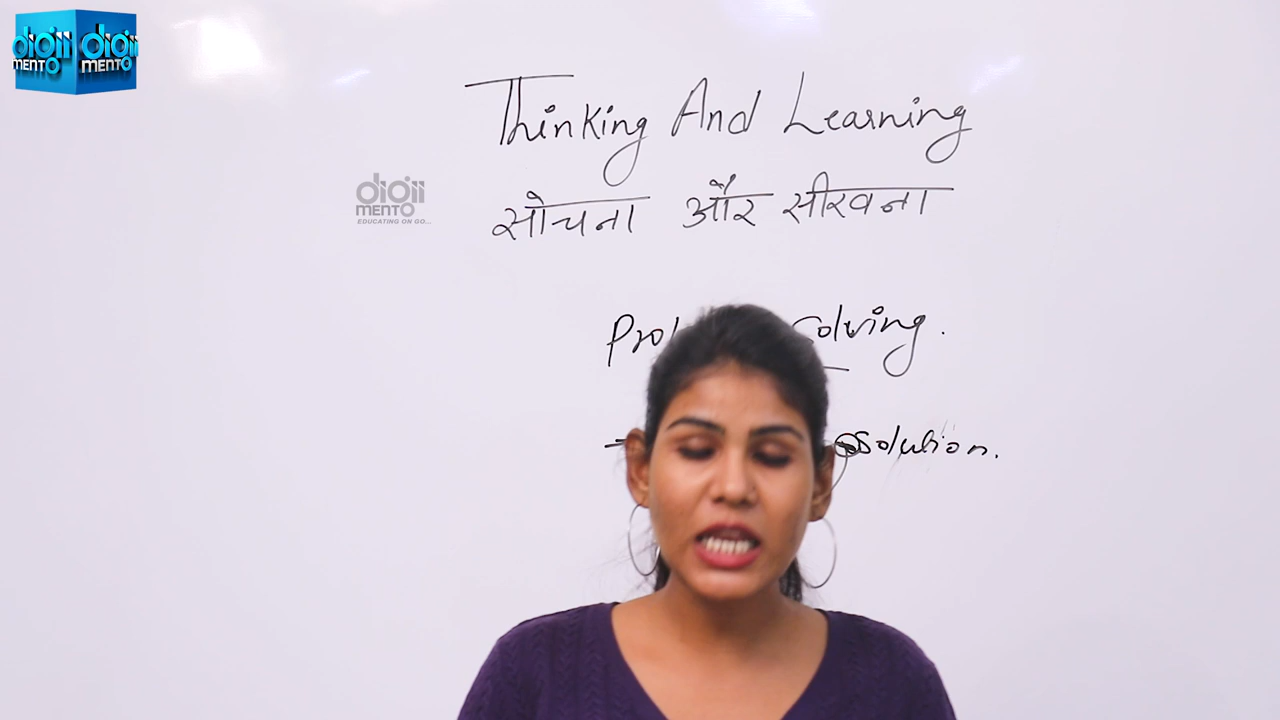 digii digii
MENTO MENTO
Thinking And Learning
digii
MENTO
EDUCATING ON GO...
सोचना और सीखना
Solving.
solution.